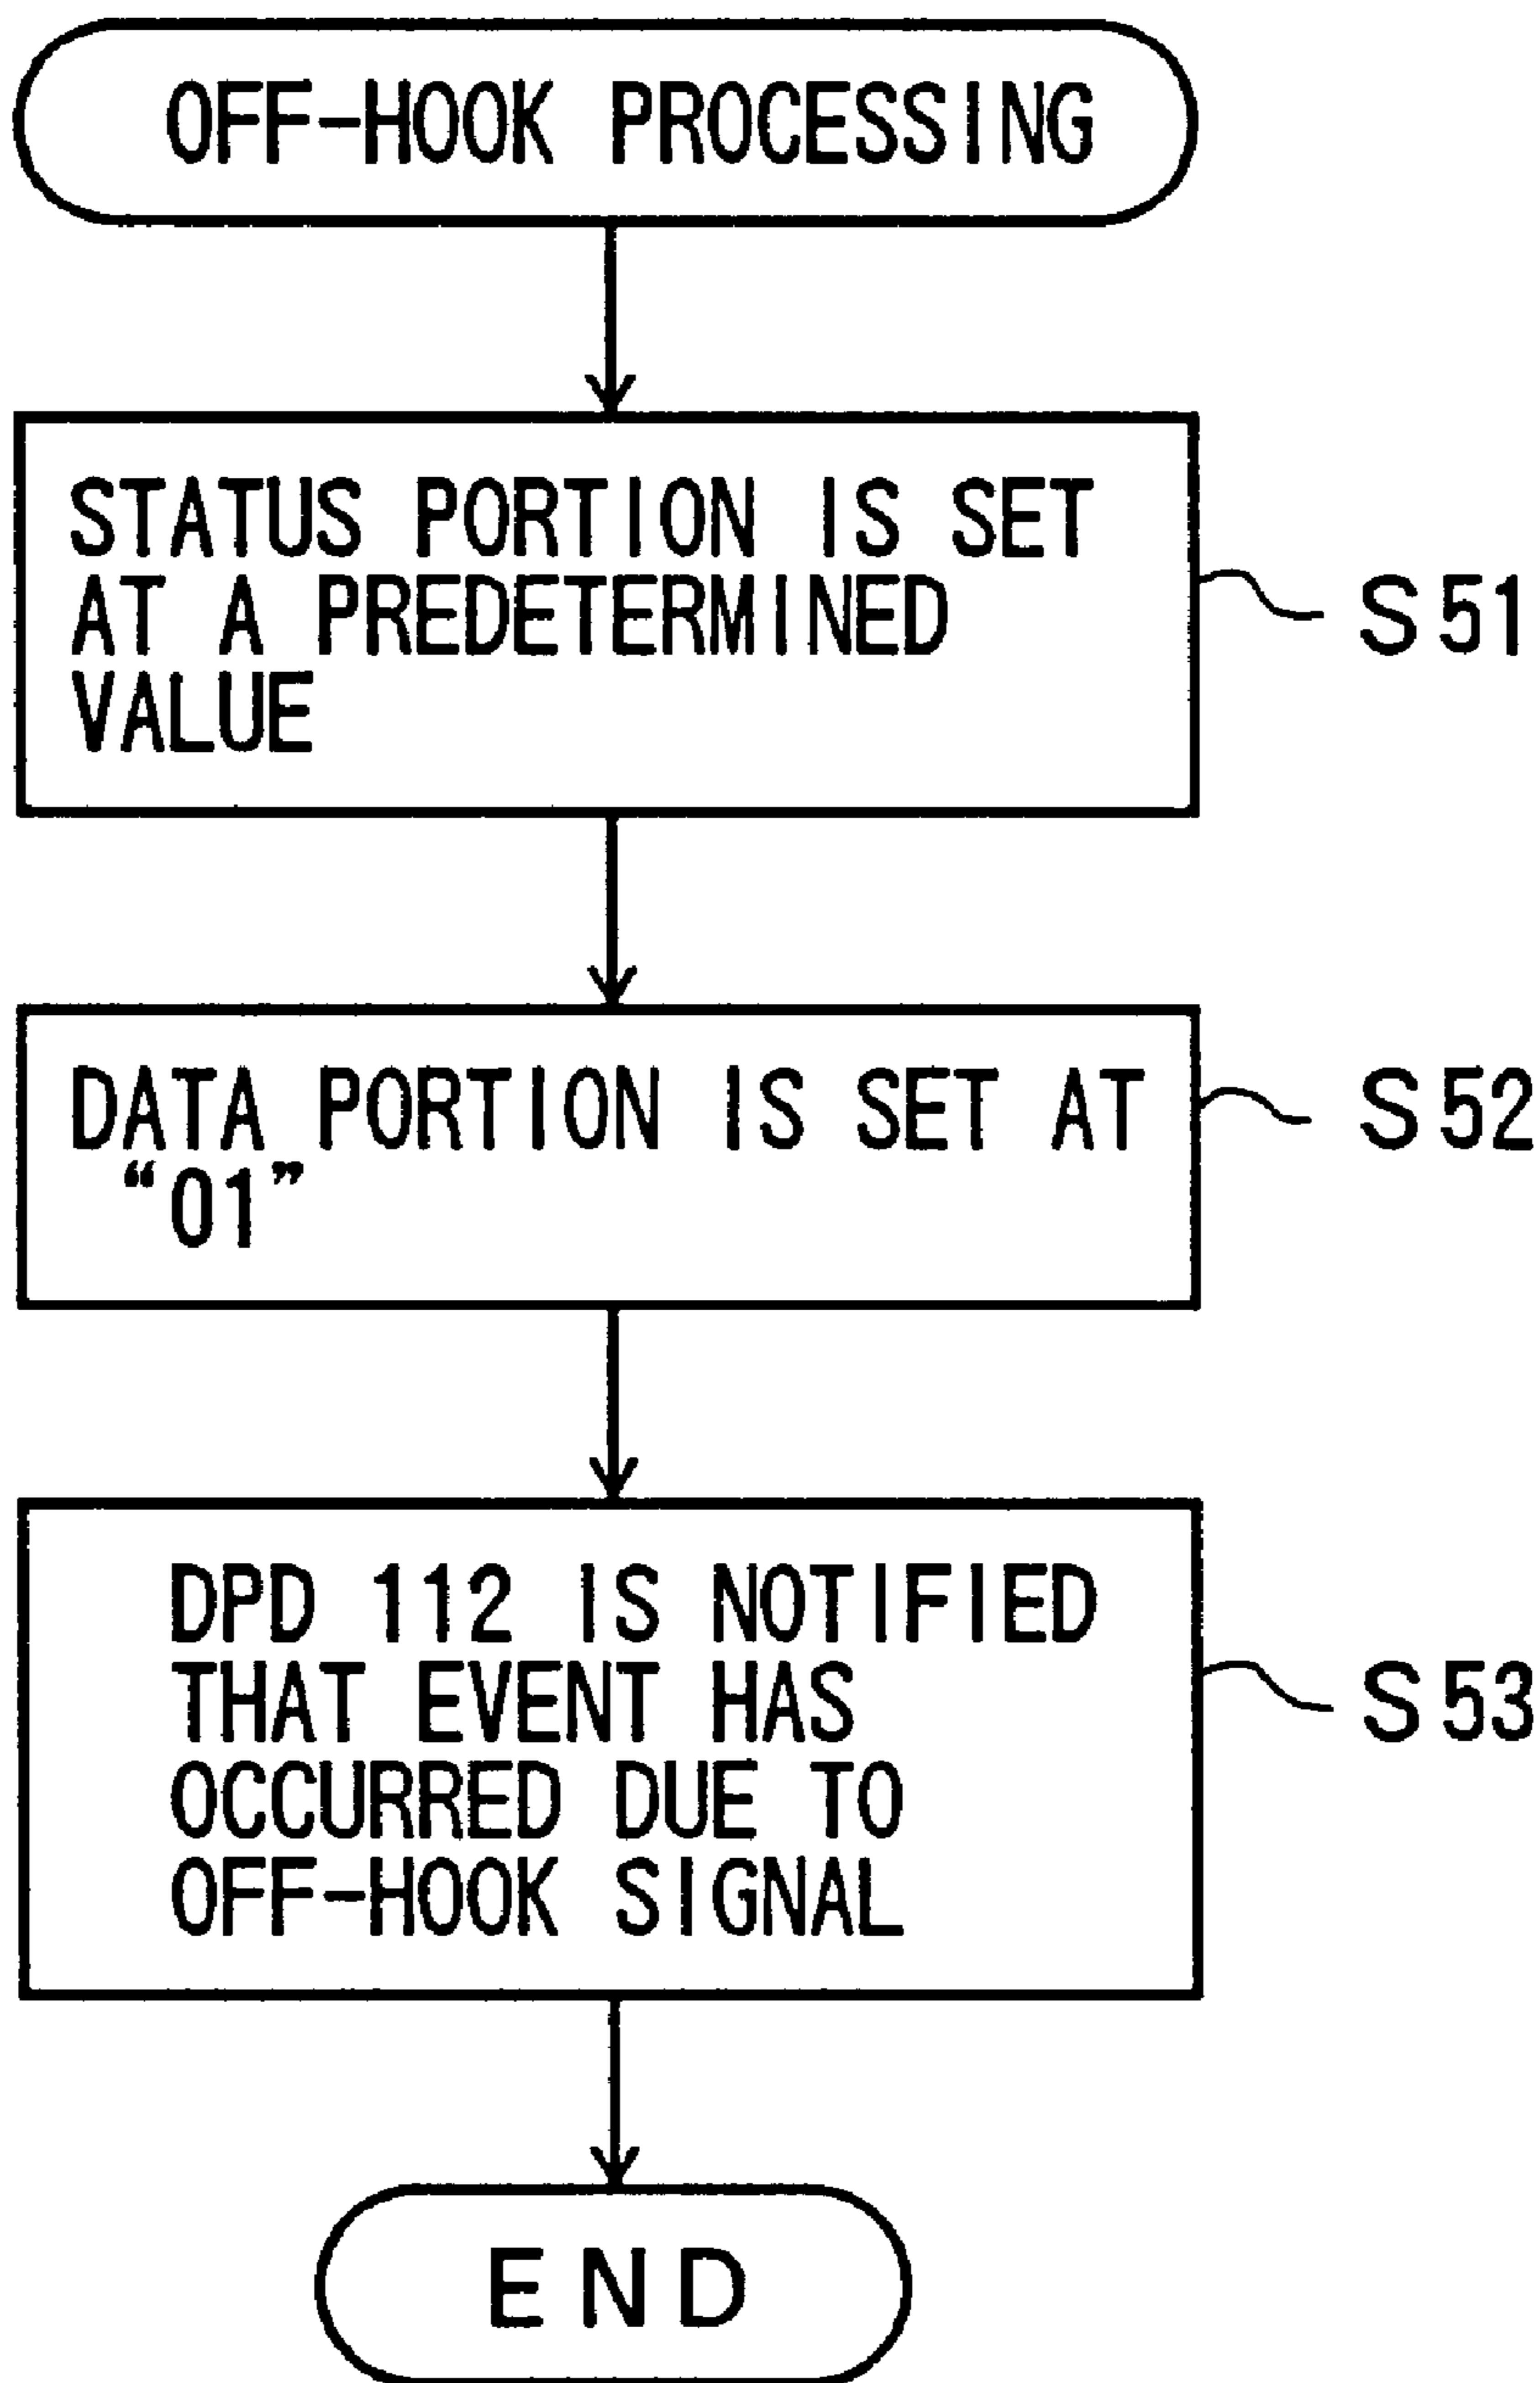 OFF-HOOK PROCESSING
STATUS PORTION IS SET
AT A PREDETERMINED
VALUE
S51
DATA PORTION IS SET AT
“01”
S52
DPD 112 IS NOTIFIED
THAT EVENT HAS
OCCURRED DUE TO
OFF-HOOK SIGNAL
S53
END